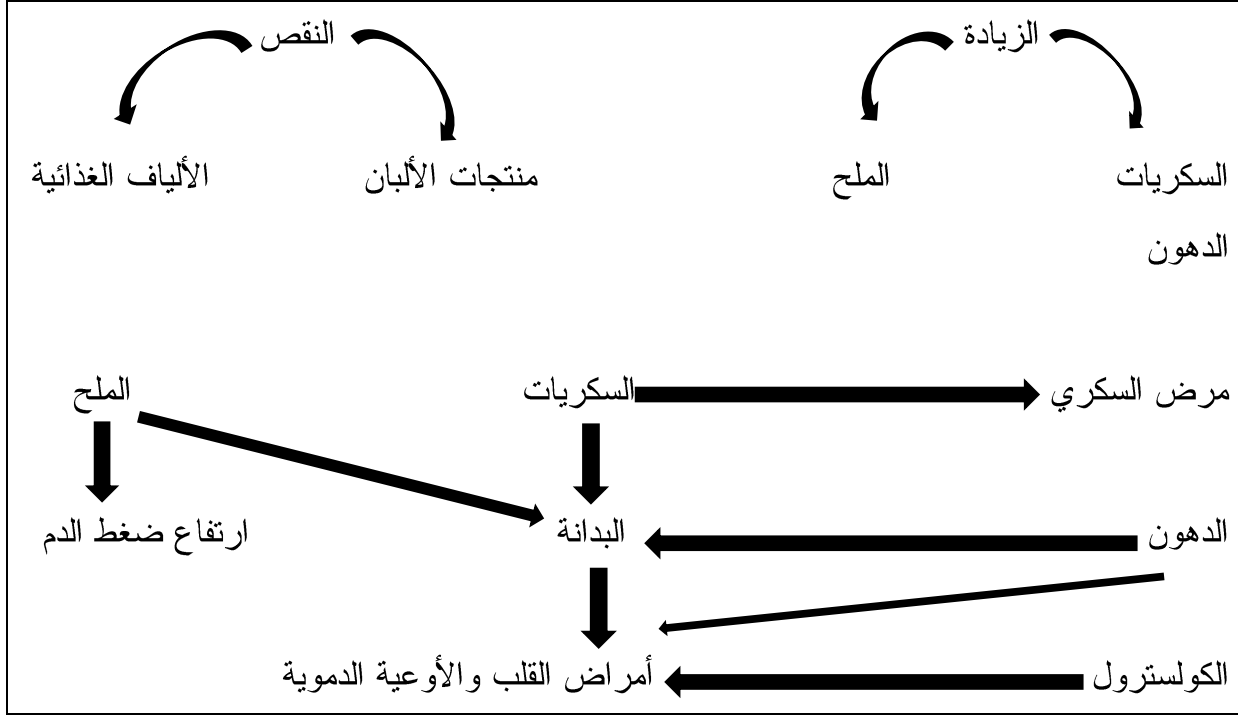 الزيادة النقص
السكريات الملح منتجات الألبان الألياف الغذائية
الدهون
مرض السكري السكريات الملح
الدهون البدانة ارتفاع ضغط الدم
الكولسترول أمراض القلب والأوعية الدموية